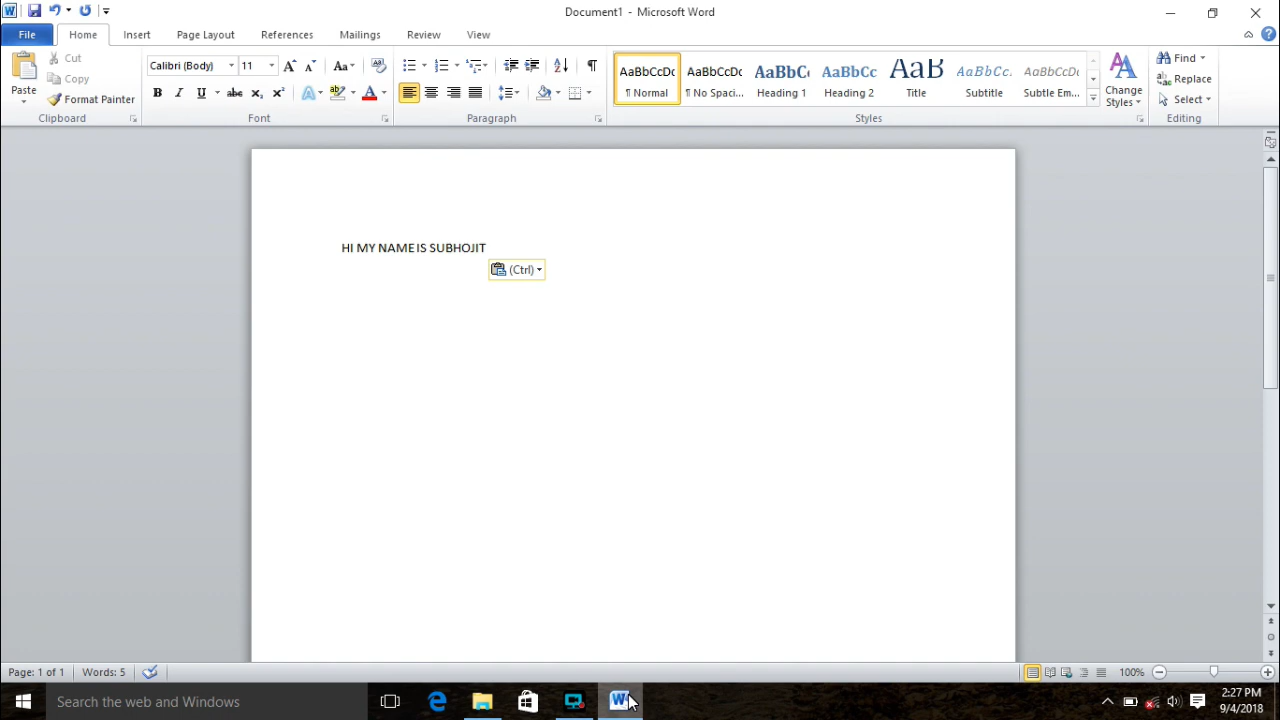 Document1 - Microsoft Word
File Home Insert Page Layout References Mailings Review View
Paste
Cut
Copy
Format Painter
Clipboard
Calibri (Body) 11
Font
Paragraph
AaBbCcDc AaBbCcDc AaBbC AaBbCc AaB AaBbCc. AaBbCcDc
¶ Normal ¶ No Spaci... Heading 1 Heading 2 Title Subtitle Subtle Em...
Change
Styles
Styles
Find
Replace
Select
Editing
HI MY NAME IS SUBHOJIT
(Ctrl)
Page: 1 of 1 Words: 5 100%
Search the web and Windows
2:27 PM
9/4/2018